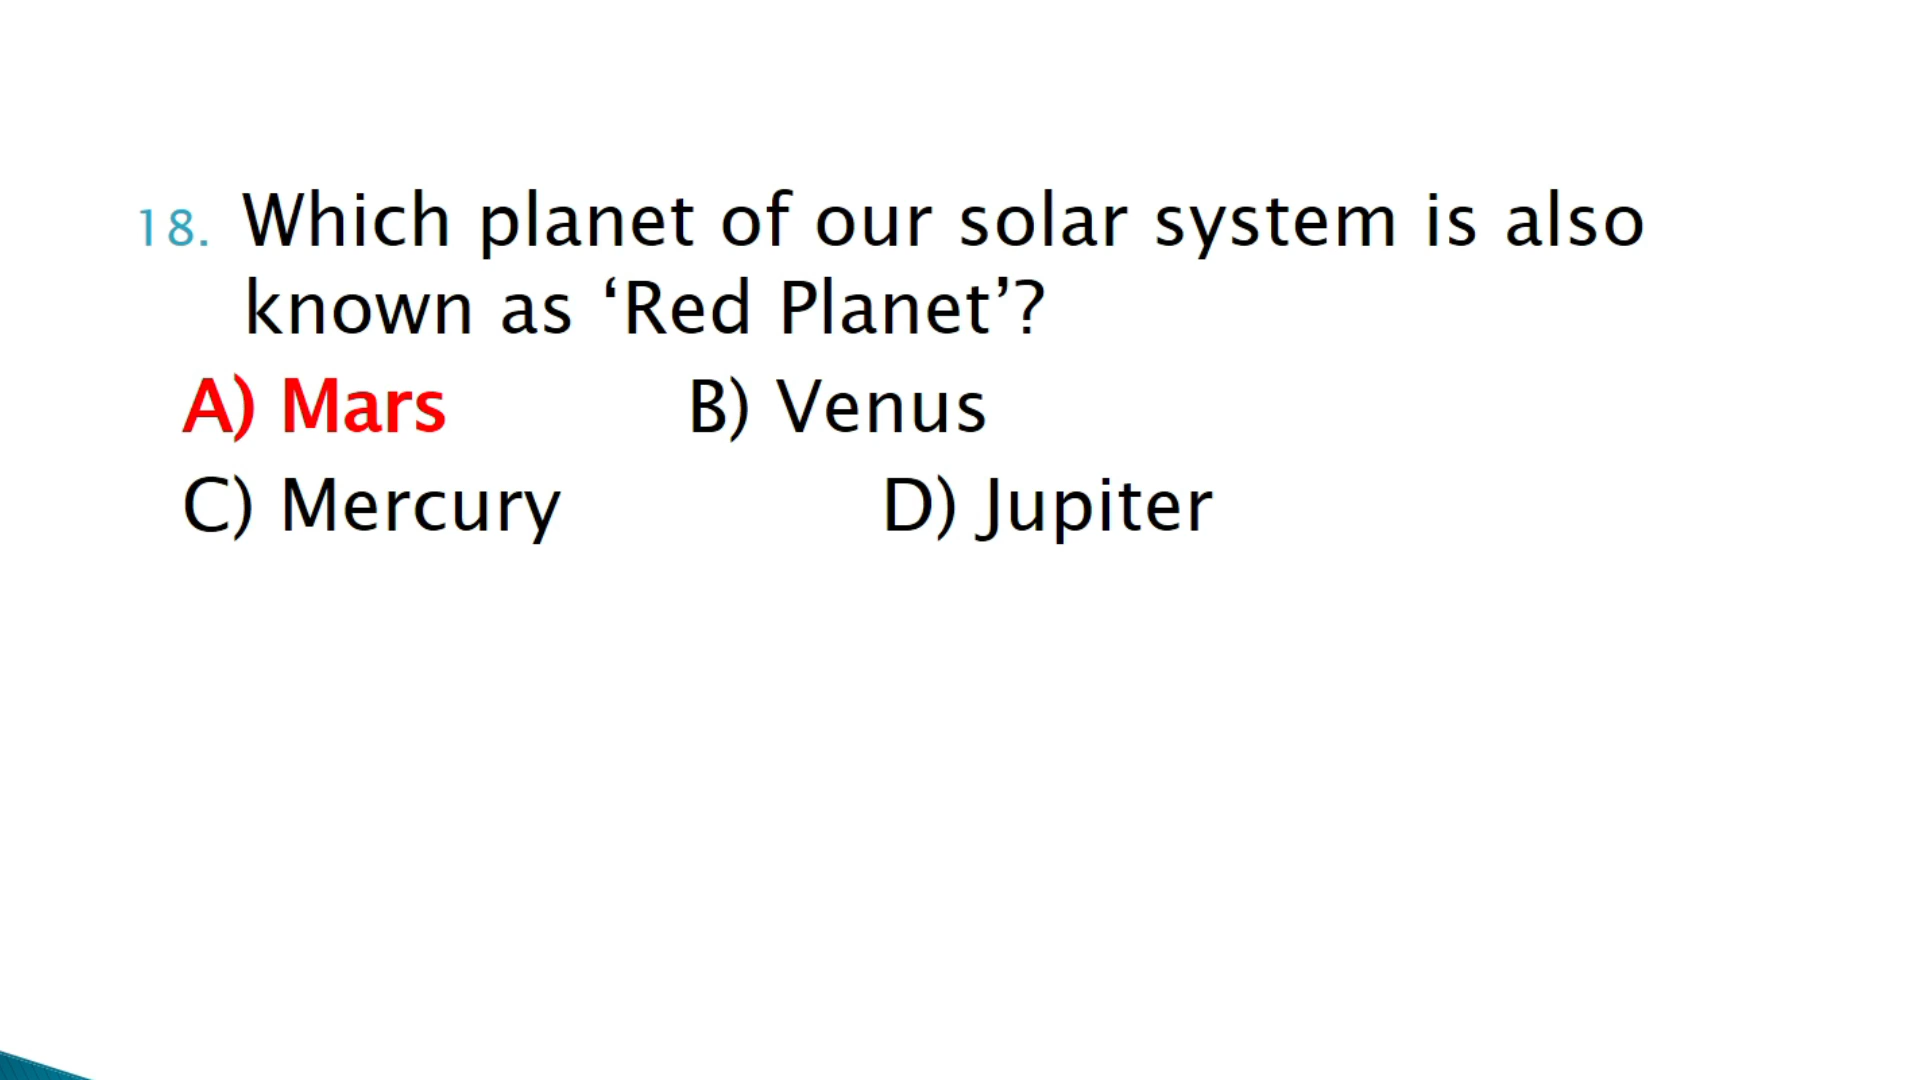 18. Which planet of our solar system is also
known as ‘Red Planet’?
A) Mars B) Venus
C) Mercury D) Jupiter